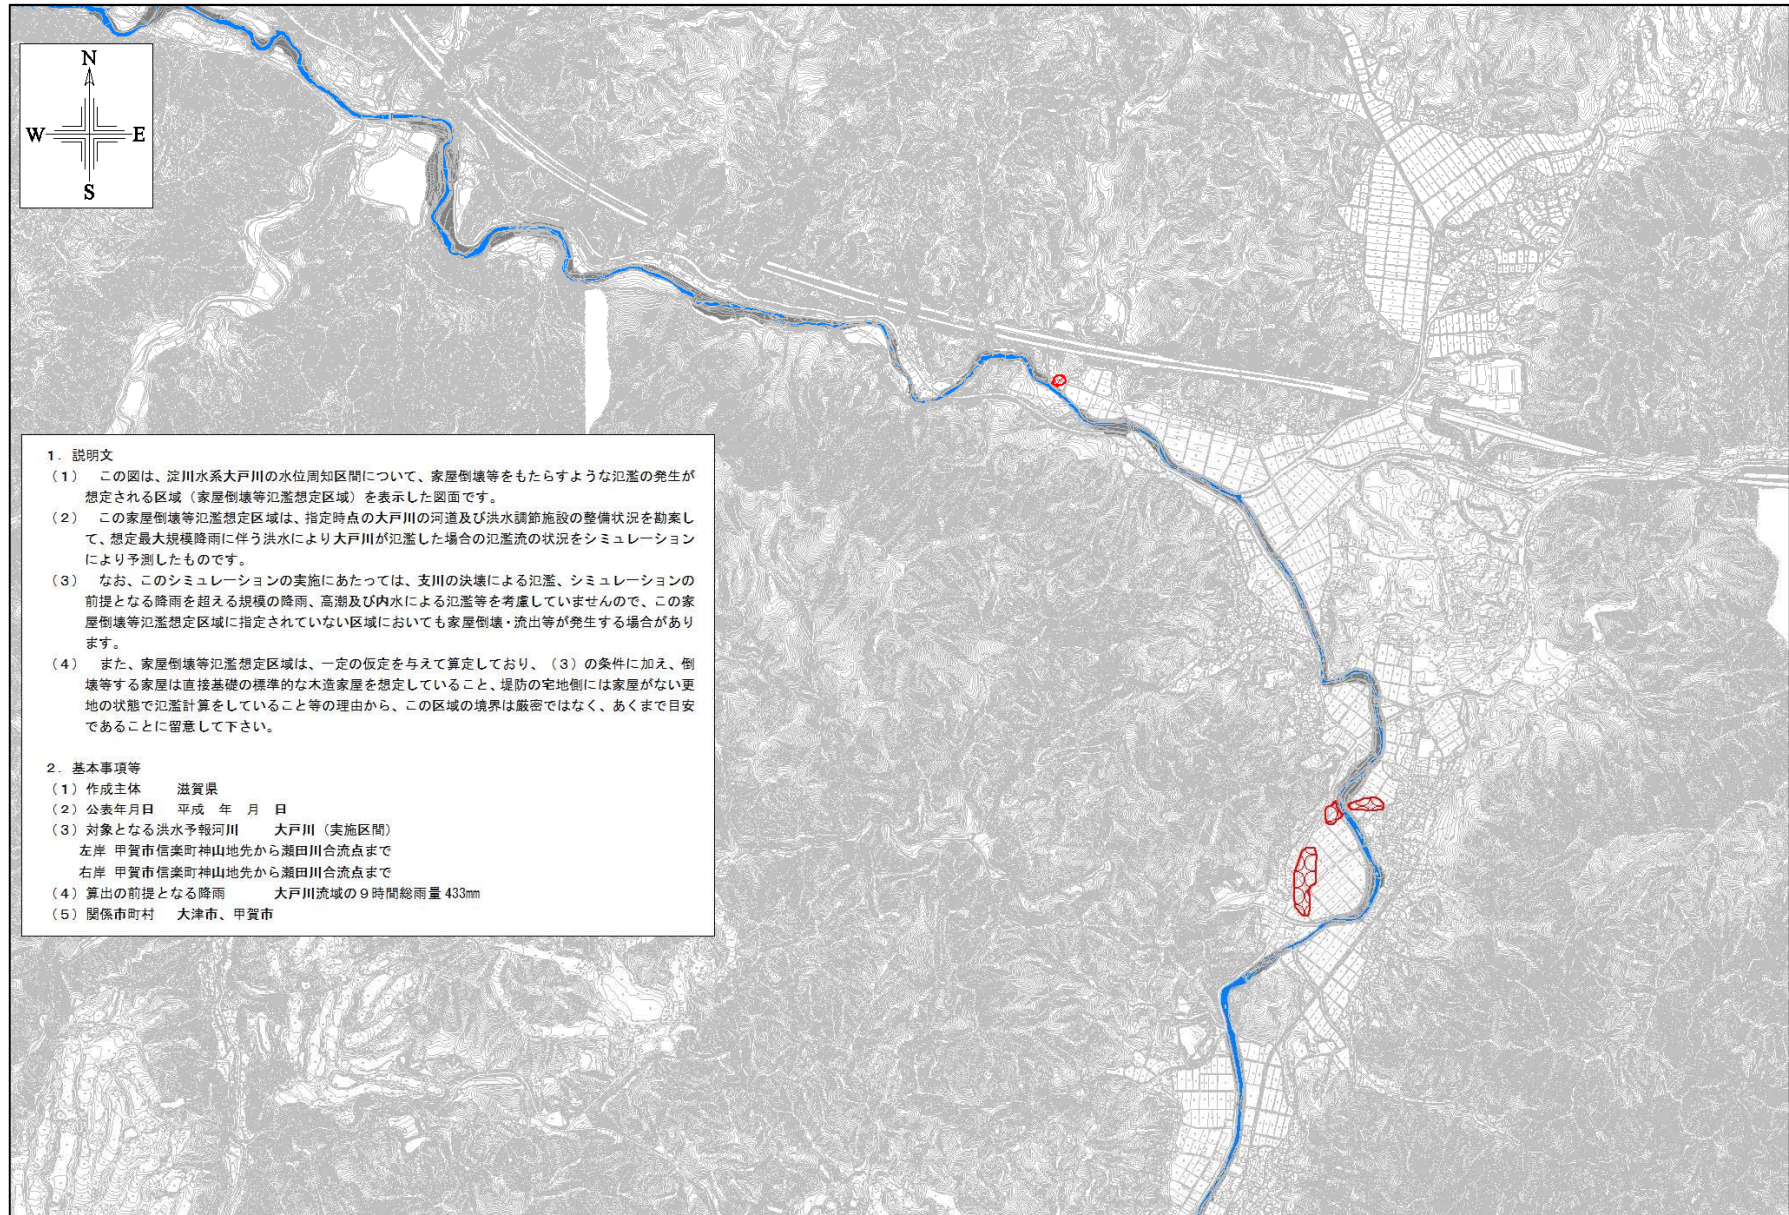 N
W E
S
1．説明文
（1）　この図は、淀川水系大戸川の水位周知区間について、家屋倒壊等をもたらすような氾濫の発生が
想定される区域（家屋倒壊等氾濫想定区域）を表示した図面です。
（2）　この家屋倒壊等氾濫想定区域は、指定時点の大戸川の河道及び洪水調節施設の整備状況を勘案し
て、想定最大規模降雨に伴う洪水により大戸川が氾濫した場合の氾濫流の状況をシミュレーション
により予測したものです。
（3）　なお、このシミュレーションの実施にあたっては、支川の決壊による氾濫、シミュレーションの
前提となる降雨を超える規模の降雨、高潮及び内水による氾濫等を考慮していませんので、この家
屋倒壊等氾濫想定区域に指定されていない区域においても家屋倒壊・流出等が発生する場合があり
ます。
（4）　また、家屋倒壊等氾濫想定区域は、一定の仮定を与えて算定しており、（3）の条件に加え、倒
壊等する家屋は直接基礎の標準的な木造家屋を想定していること、堤防の宅地側には家屋がない更
地の状態で氾濫計算をしていること等の理由から、この区域の境界は厳密ではなく、あくまで目安
であることに留意して下さい。
2．基本事項等
（1）作成主体　　滋賀県
（2）公表年月日　平成　年　月　日
（3）対象となる洪水予報河川　　大戸川（実施区間）
左岸 甲賀市信楽町神山地先から瀬田川合流点まで
右岸 甲賀市信楽町神山地先から瀬田川合流点まで
（4）算出の前提となる降雨　　大戸川流域の9時間総雨量433mm
（5）関係市町村　大津市、甲賀市